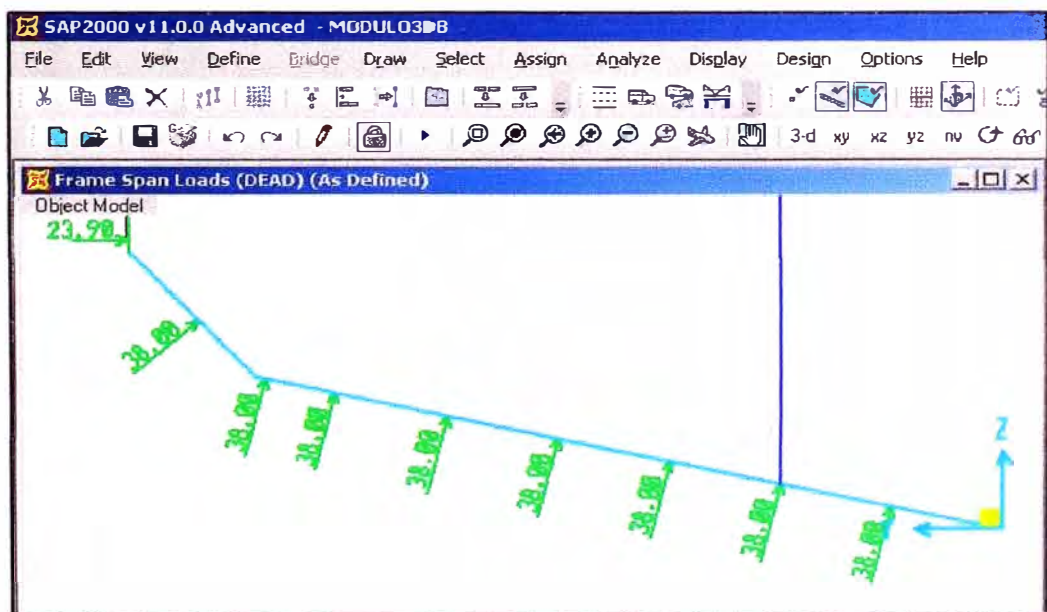 SAP2000 v11.0.0 Advanced - MODULO3DB
File Edit View Define Bridge Draw Select Assign Analyze Display Design Options Help
3-d xy xz yz nv
Frame Span Loads (DEAD) (As Defined)
Object Model
23.90
38.00
38.00
38.00
38.00
38.00
38.00
38.00
38.00
Z